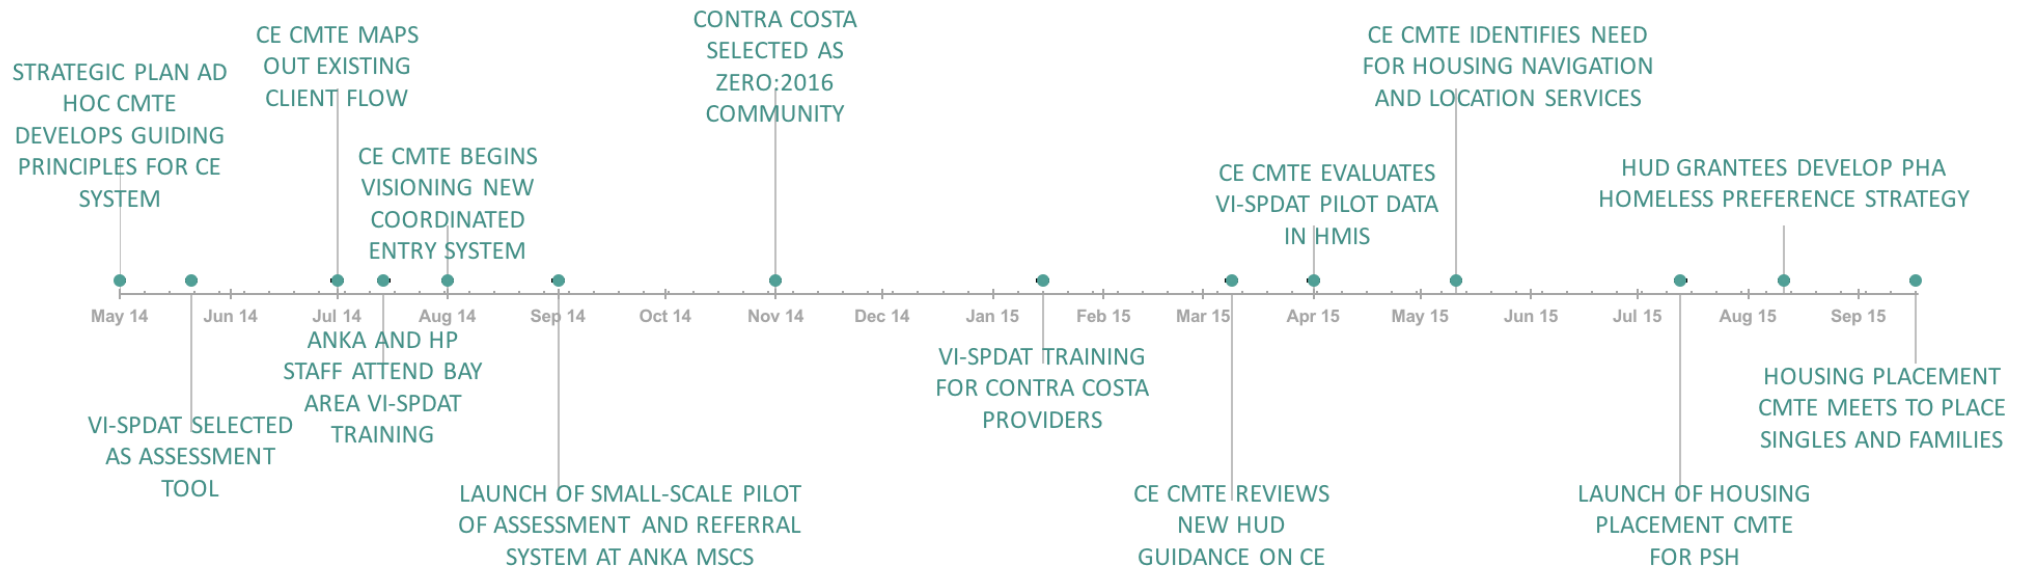 STRATEGIC PLAN AD
HOC CMTE
DEVELOPS GUIDING
PRINCIPLES FOR CE
SYSTEM
CE CMTE MAPS
OUT EXISTING
CLIENT FLOW
CE CMTE BEGINS
VISIONING NEW
COORDINATED
ENTRY SYSTEM
CONTRA COSTA
SELECTED AS
ZERO:2016
COMMUNITY
CE CMTE EVALUATES
VI-SPDAT PILOT DATA
IN HMIS
CE CMTE IDENTIFIES NEED
FOR HOUSING NAVIGATION
AND LOCATION SERVICES
HUD GRANTEES DEVELOP PHA
HOMELESS PREFERENCE STRATEGY
May 14 Jun 14 Jul 14 Aug 14 Sep 14 Oct 14 Nov 14 Dec 14 Jan 15 Feb 15 Mar 15 Apr 15 May 15 Jun 15 Jul 15 Aug 15 Sep 15
VI-SPDAT SELECTED
AS ASSESSMENT
TOOL
ANKA AND HP
STAFF ATTEND BAY
AREA VI-SPDAT
TRAINING
LAUNCH OF SMALL-SCALE PILOT
OF ASSESSMENT AND REFERRAL
SYSTEM AT ANKA MSCS
VI-SPDAT TRAINING
FOR CONTRA COSTA
PROVIDERS
CE CMTE REVIEWS
NEW HUD
GUIDANCE ON CE
LAUNCH OF HOUSING
PLACEMENT CMTE
FOR PSH
HOUSING PLACEMENT
CMTE MEETS TO PLACE
SINGLES AND FAMILIES